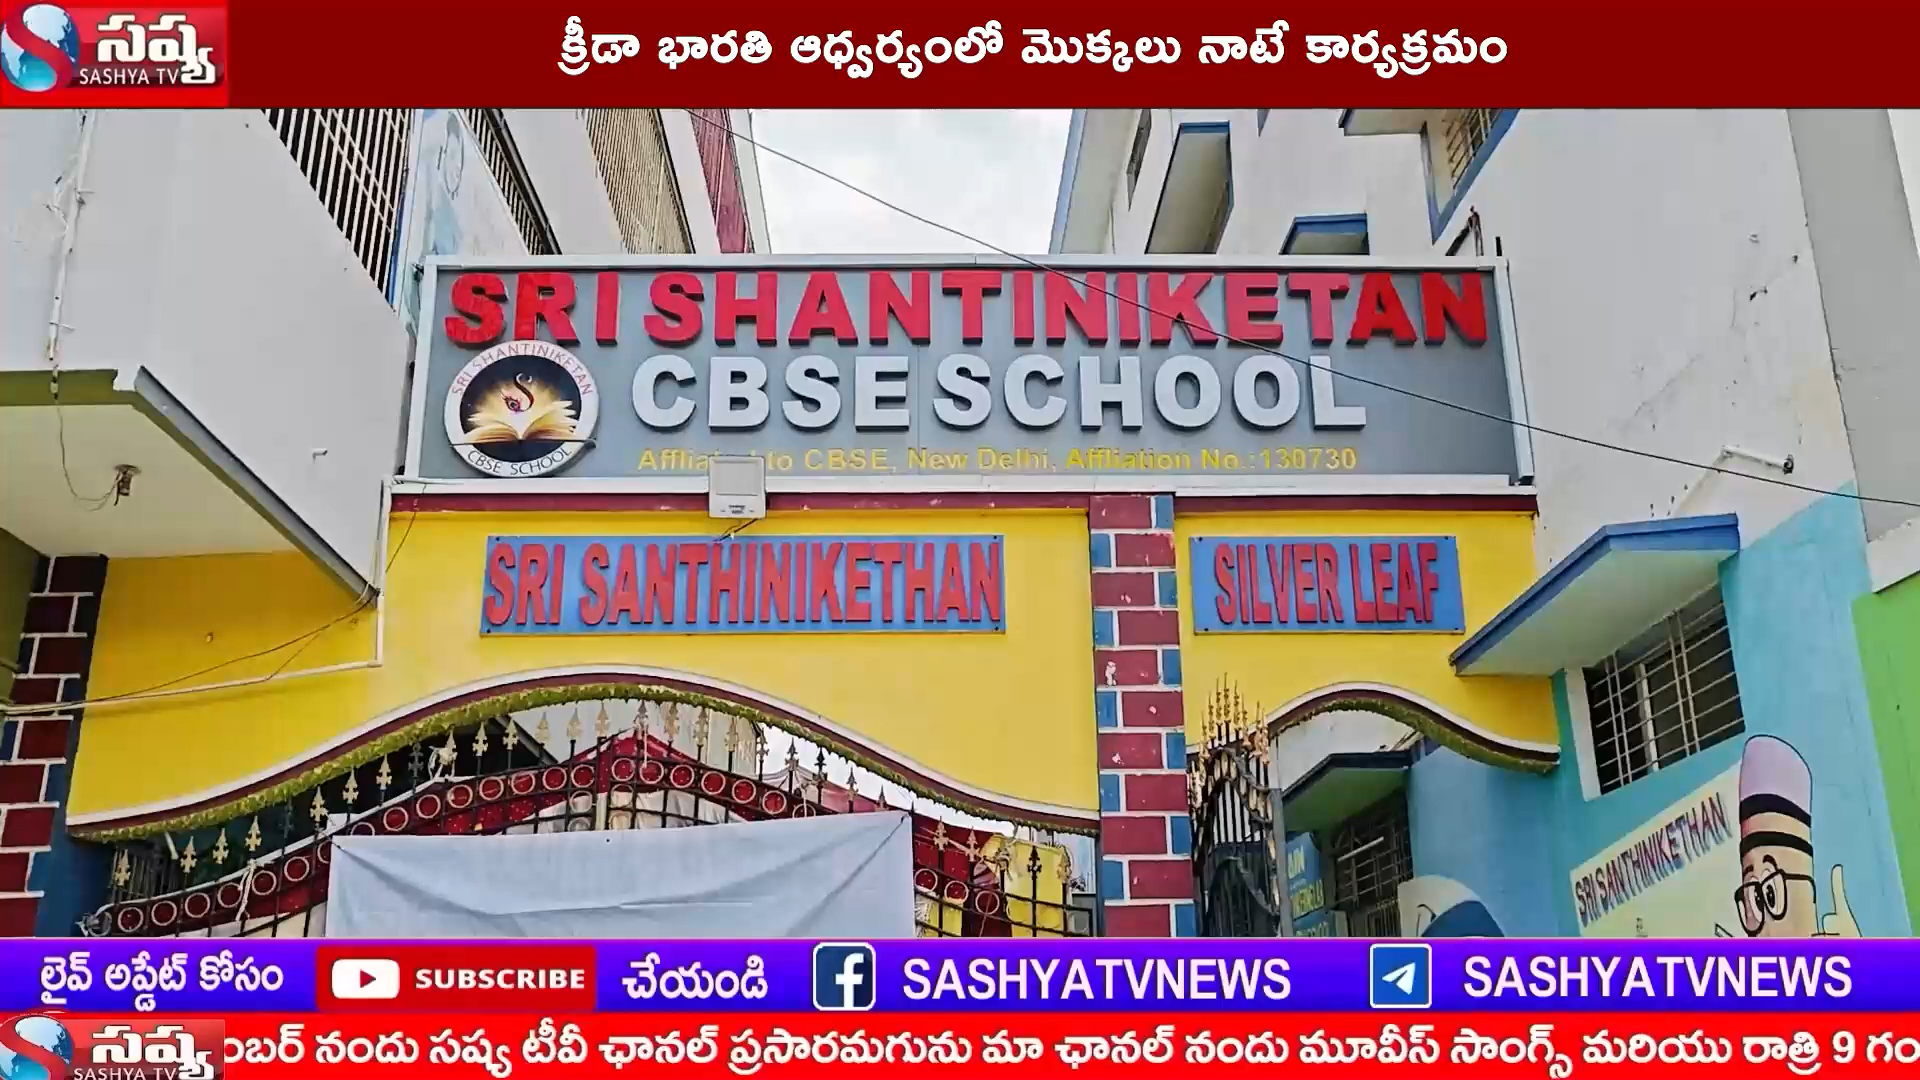 సష్య
SASHYA TV
క్రీడా భారతి ఆధ్వర్యంలో మొక్కలు నాటే కార్యక్రమం
SRI SHANTINIKETAN
CBSE SCHOOL
SRI SHANTINIKETAN
CBSE SCHOOL
to CBSE, New Delhi, Affliation No.:130730
SRI SANTHINIKETHAN
SILVER LEAF
SRI SANTHINIKETHAN
లైవ్ అప్డేట్ కోసం
SUBSCRIBE
చేయండి
SASHYATVNEWS
SASHYATVNEWS
సష్య
SASHYA TV
ంబర్ నందు సష్య టీవీ ఛానల్ ప్రసారమగును మా ఛానల్ నందు మూవీస్ సాంగ్స్ మరియు రాత్రి 9 గం